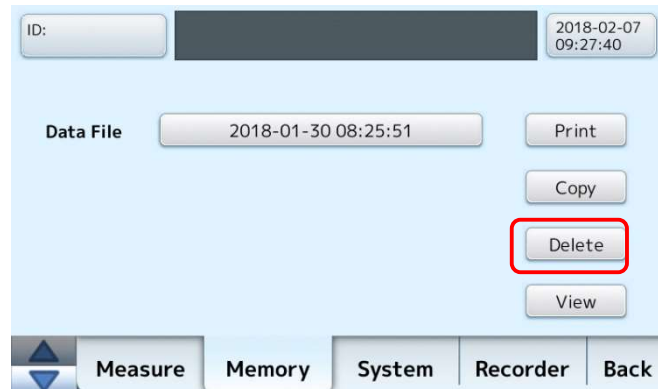 ID:
2018-02-07
09:27:40
Data File
2018-01-30 08:25:51
Print
Copy
Delete
View
Measure
Memory
System
Recorder
Back